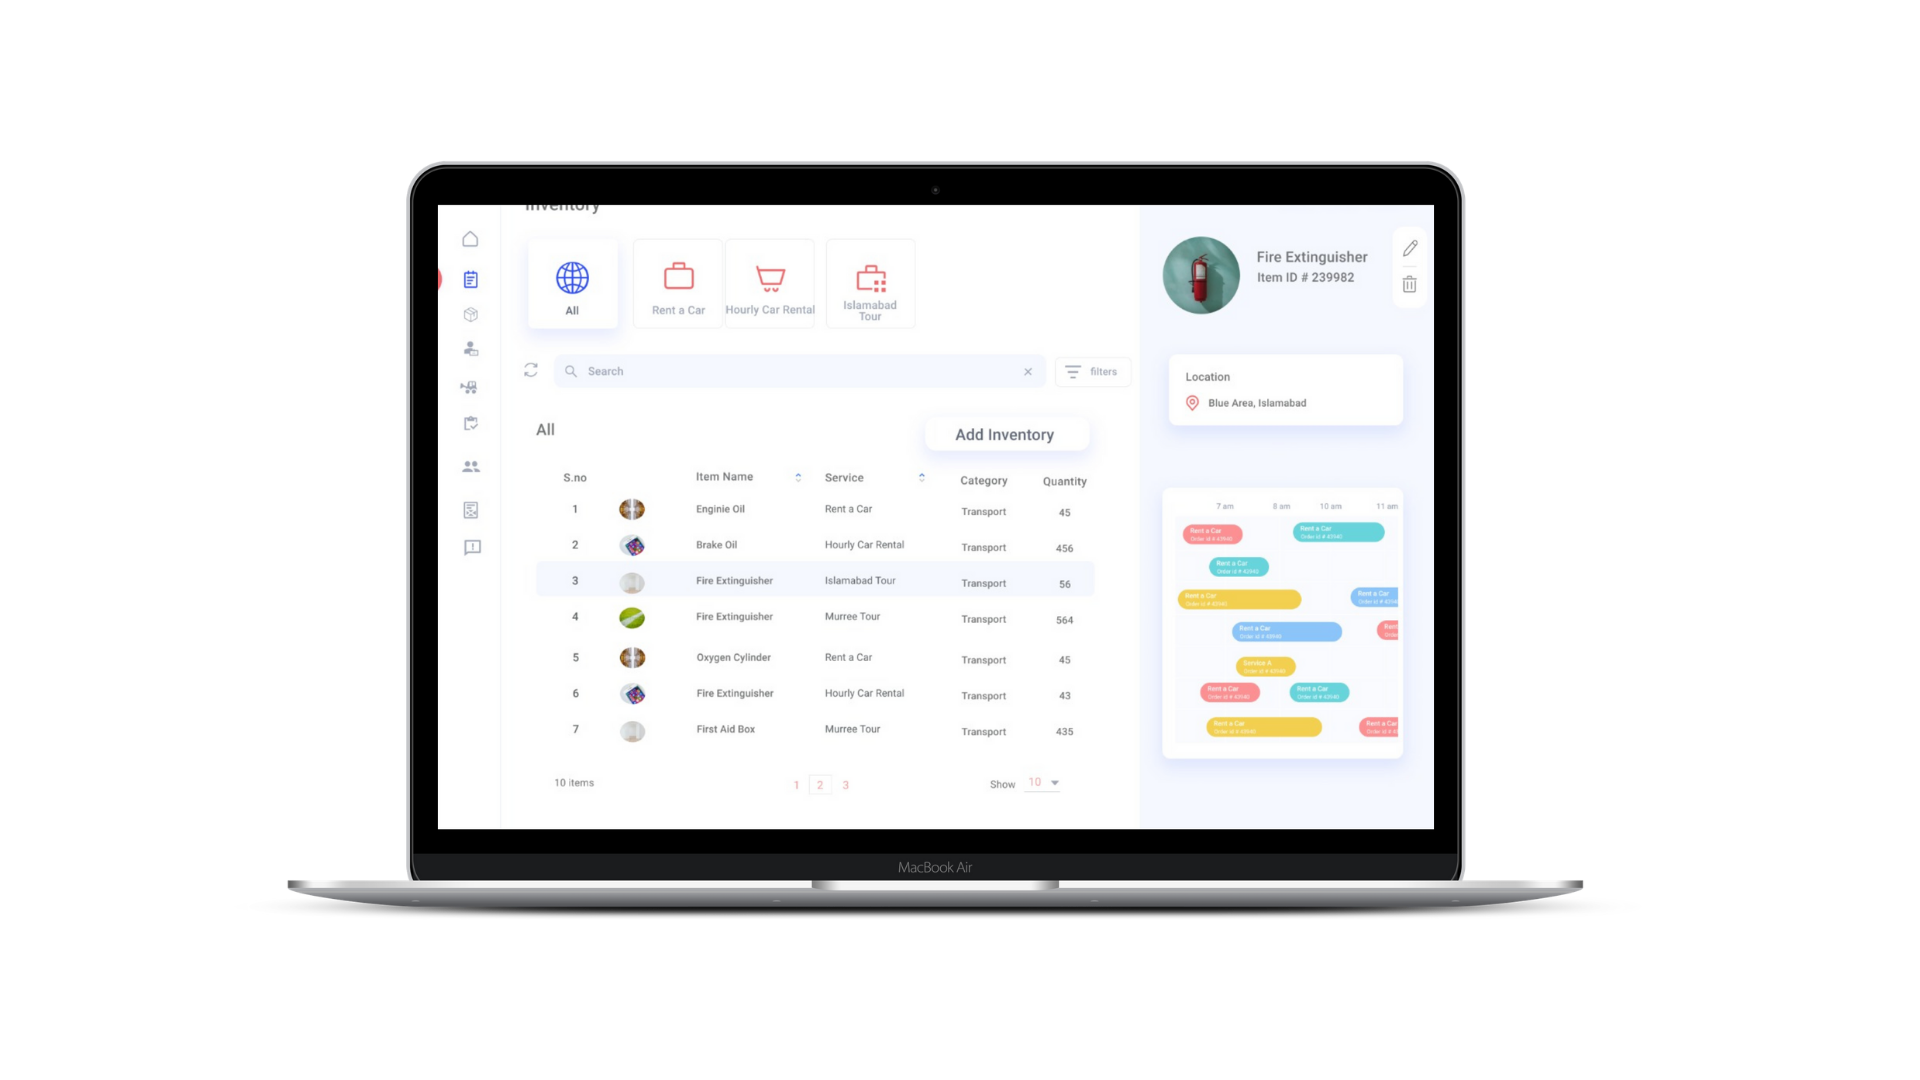 Inventory
All
Rent a Car
Hourly Car Rental
Islamabad
Tour
Search
filters
All
Add Inventory
S.no Item Name Service Category Quantity
1 Enginie Oil Rent a Car Transport 45
2 Brake Oil Hourly Car Rental Transport 456
3 Fire Extinguisher Islamabad Tour Transport 56
4 Fire Extinguisher Murree Tour Transport 564
5 Oxygen Cylinder Rent a Car Transport 45
6 Fire Extinguisher Hourly Car Rental Transport 43
7 First Aid Box Murree Tour Transport 435
10 items
1 2 3
Show 10
Fire Extinguisher
Item ID # 239982
Location
Blue Area, Islamabad
7 am 8 am 10 am 11 am
Rent a Car
Rent a Car
Rent a Car
Rent a Car
Rent a Car
Rent a Car
Rent
Service A
Rent a Car
Rent a Car
Rent a Car
Rent a Car
MacBook Air